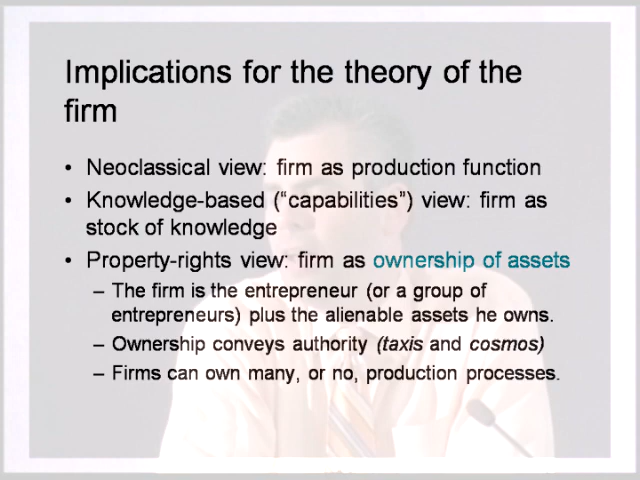 Implications for the theory of the
firm
• Neoclassical view: firm as production function
• Knowledge-based (“capabilities”) view: firm as
stock of knowledge
• Property-rights view: firm as ownership of assets
– The firm is the entrepreneur (or a group of
entrepreneurs) plus the alienable assets he owns.
– Ownership conveys authority (taxis and cosmos)
– Firms can own many, or no, production processes.